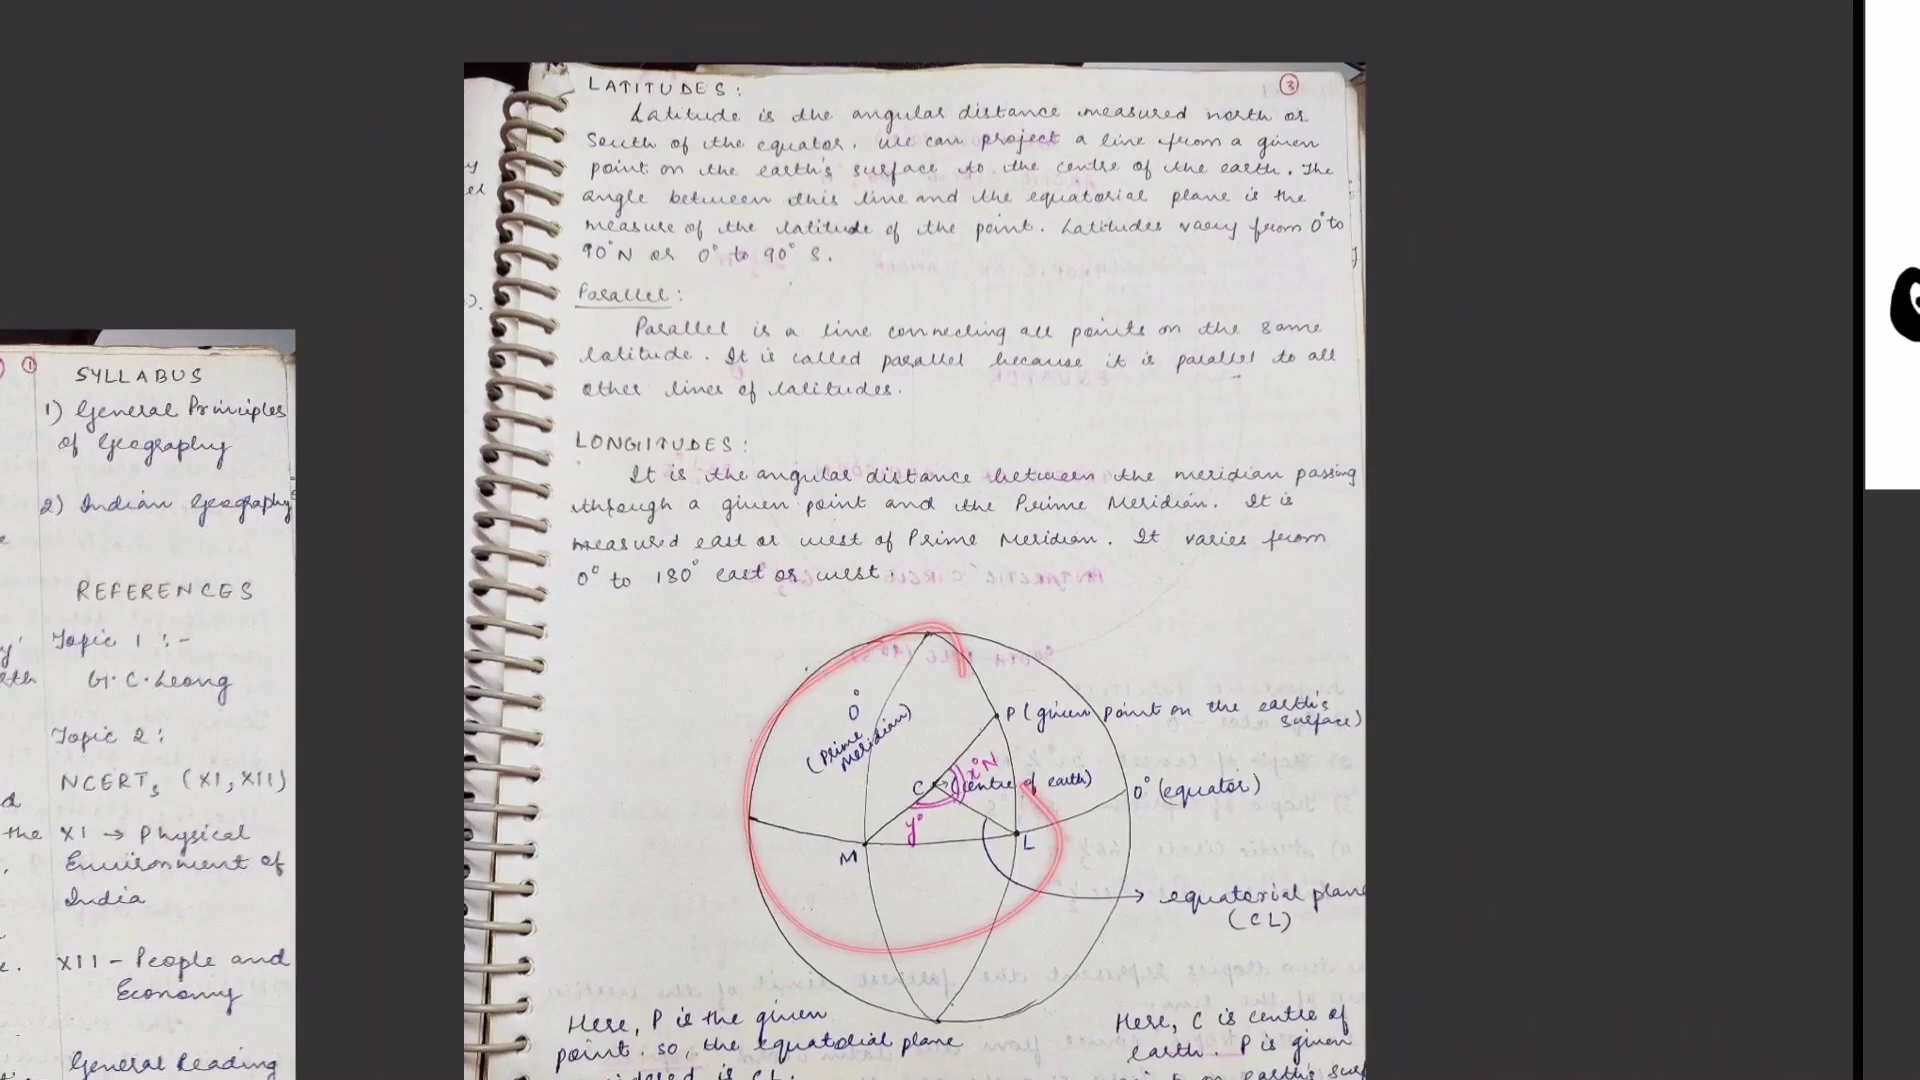 ①
SYLLABUS
1) General Principles
of Geography
2) Indian Geography
REFERENCES
Topic 1 :-
G.C. Leong
Topic 2 :
NCERTs (XI, XII)
XI → Physical
Environment of
India
XII - People and
Economy
General Reading
the
③
LATITUDES :
Latitude is the angular distance measured north or
South of the equator. We can project a line from a given
point on the earth's surface to the centre of the earth. The
angle between this line and the equatorial plane is the
measure of the latitude of the point. Latitudes vary from 0° to
90° N or 0° to 90° S.
Parallel :
Parallel is a line connecting all points on the same
latitude. It is called parallel because it is parallel to all
other lines of latitudes.
LONGITUDES :
It is the angular distance between the meridian passing
through a given point and the Prime Meridian. It is
measured east or west of Prime Meridian. It varies from
0° to 180° east or west.
0°
(Prime
Meridian)
P (given point on the earth's
surface)
x°N
C
(centre of earth)
0° (equator)
y°
M
L
equatorial plane
(CL)
Here, P is the given
point. so, the equatorial plane
is CL.
Here, C is centre of
earth. P is given
on earth's surf